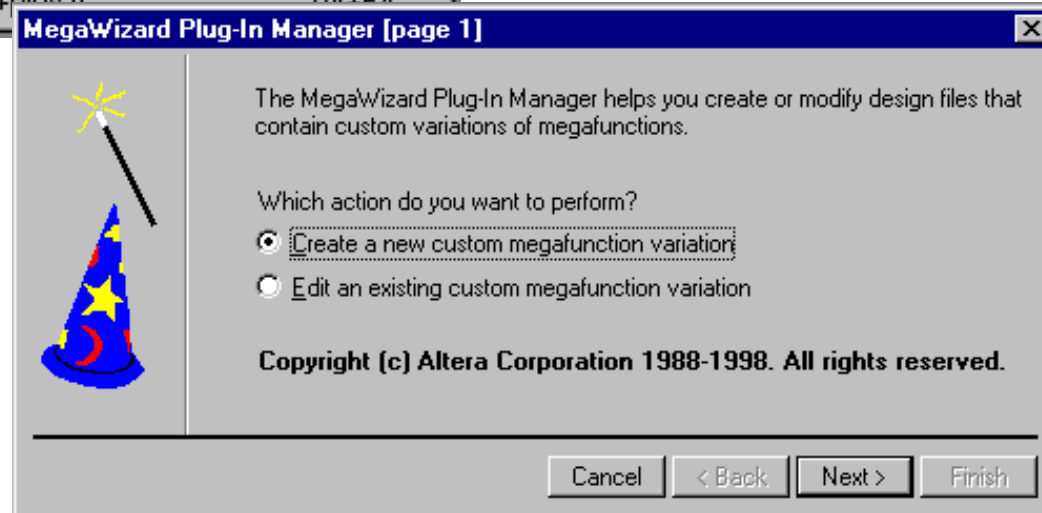 MegaWizard Plug-In Manager [page 1]
The MegaWizard Plug-In Manager helps you create or modify design files that
contain custom variations of megafunctions.
Which action do you want to perform?
Create a new custom megafunction variation
Edit an existing custom megafunction variation
Copyright (c) Altera Corporation 1988-1998. All rights reserved.
Cancel
< Back
Next >
Finish